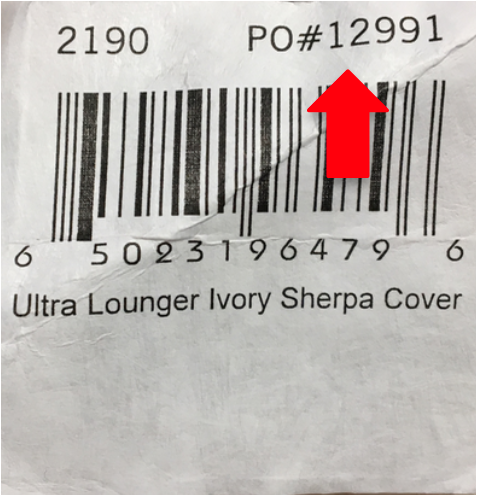 2190 PO#12991
6 50231 96479 6
Ultra Lounger Ivory Sherpa Cover